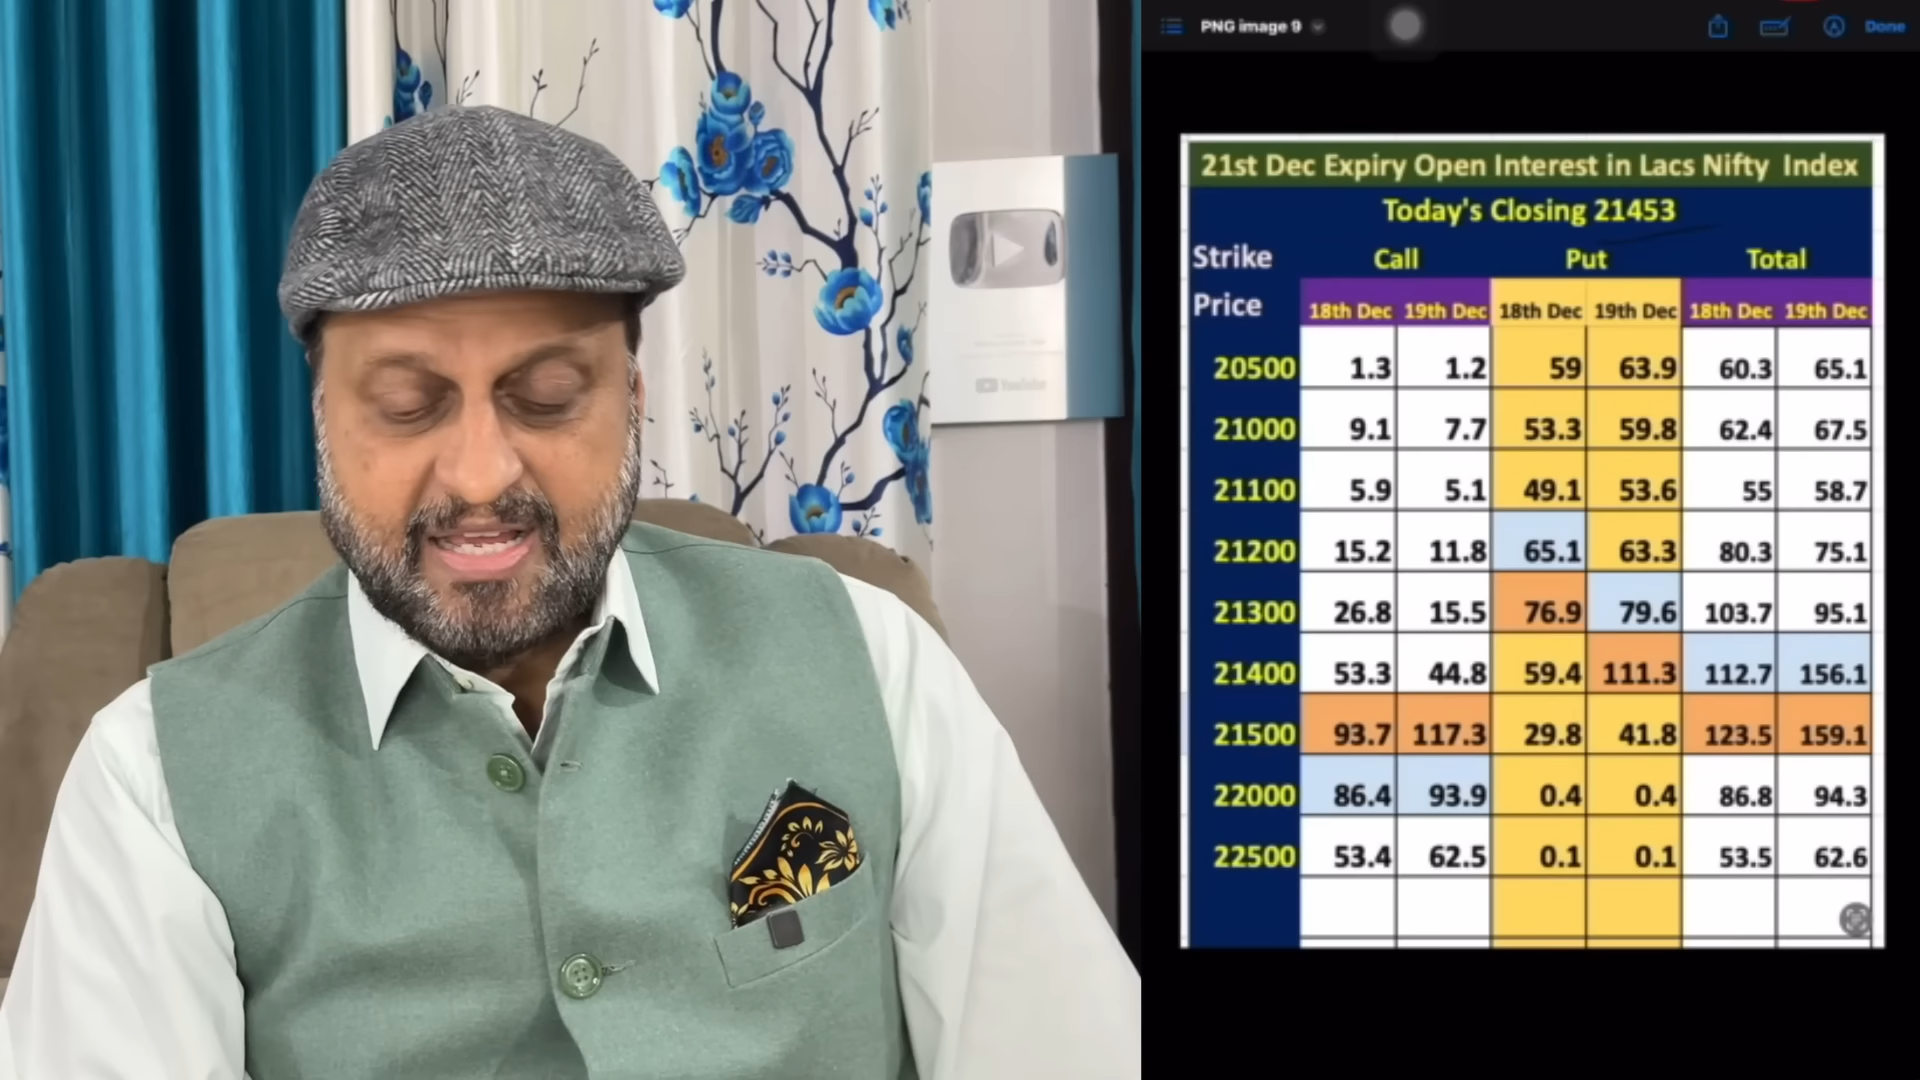 PNG image 9
Done
21st Dec Expiry Open Interest in Lacs Nifty Index
Today's Closing 21453
Strike Price Call Put Total
18th Dec 19th Dec 18th Dec 19th Dec 18th Dec 19th Dec
20500 1.3 1.2 59 63.9 60.3 65.1
21000 9.1 7.7 53.3 59.8 62.4 67.5
21100 5.9 5.1 49.1 53.6 55 58.7
21200 15.2 11.8 65.1 63.3 80.3 75.1
21300 26.8 15.5 76.9 79.6 103.7 95.1
21400 53.3 44.8 59.4 111.3 112.7 156.1
21500 93.7 117.3 29.8 41.8 123.5 159.1
22000 86.4 93.9 0.4 0.4 86.8 94.3
22500 53.4 62.5 0.1 0.1 53.5 62.6
YouTube